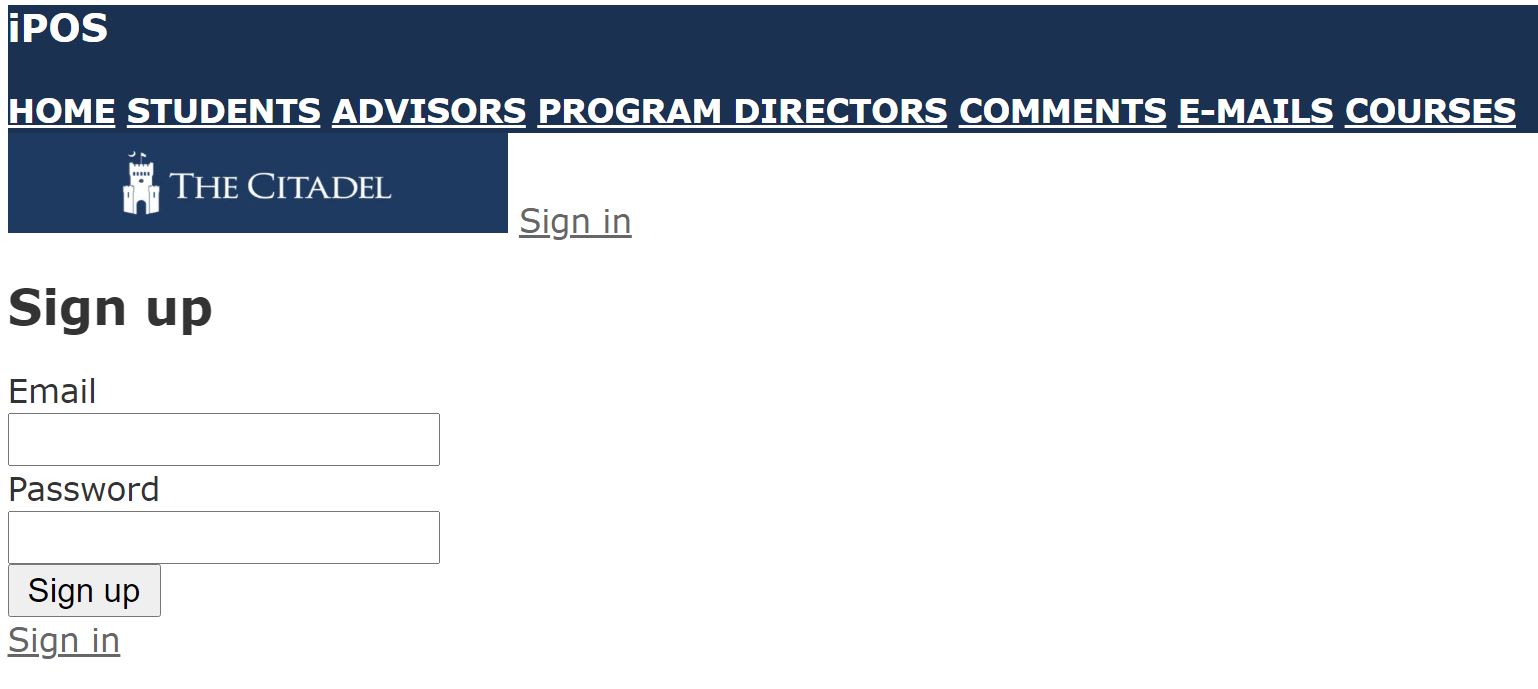 iPOS
HOME STUDENTS ADVISORS PROGRAM DIRECTORS COMMENTS E-MAILS COURSES
THE CITADEL Sign in
Sign up
Email
Password
Sign up
Sign in